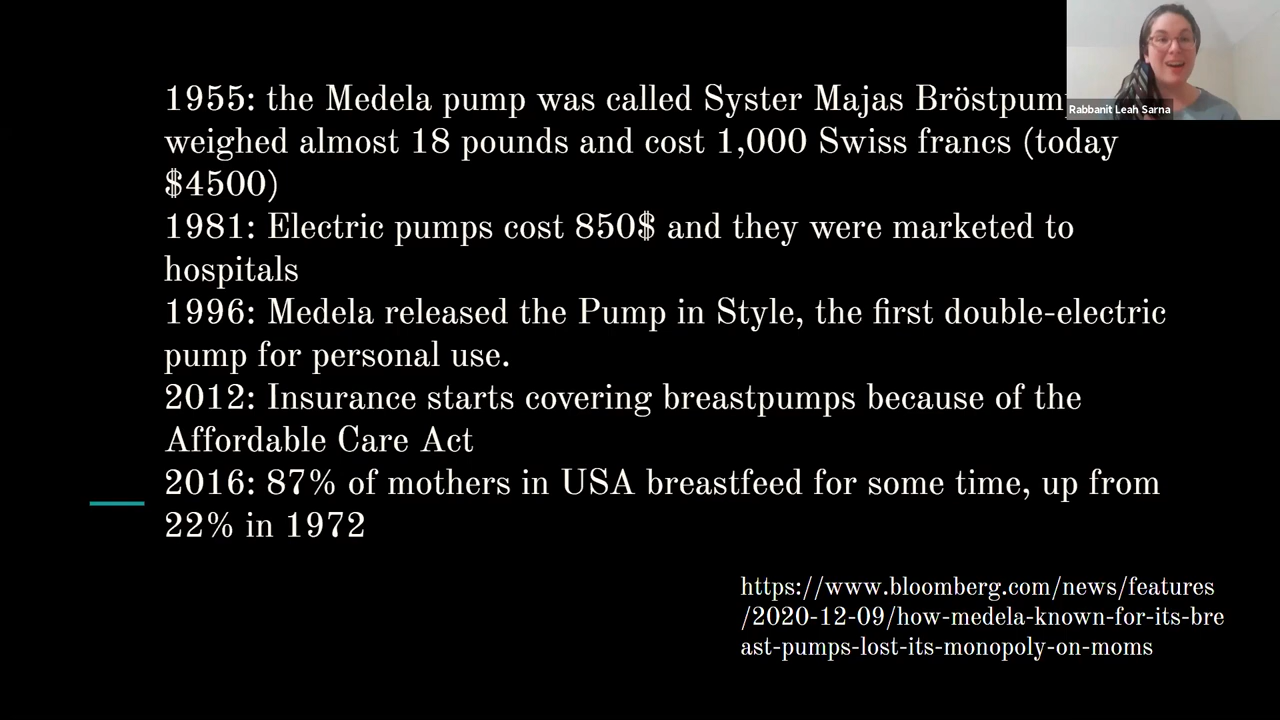 1955: the Medela pump was called Syster Majas Bröstpum
Rabbanit Leah Sarna
weighed almost 18 pounds and cost 1,000 Swiss francs (today
$4500)
1981: Electric pumps cost 850$ and they were marketed to
hospitals
1996: Medela released the Pump in Style, the first double-electric
pump for personal use.
2012: Insurance starts covering breastpumps because of the
Affordable Care Act
2016: 87% of mothers in USA breastfeed for some time, up from
22% in 1972
https://www.bloomberg.com/news/features
/2020-12-09/how-medela-known-for-its-bre
ast-pumps-lost-its-monopoly-on-moms